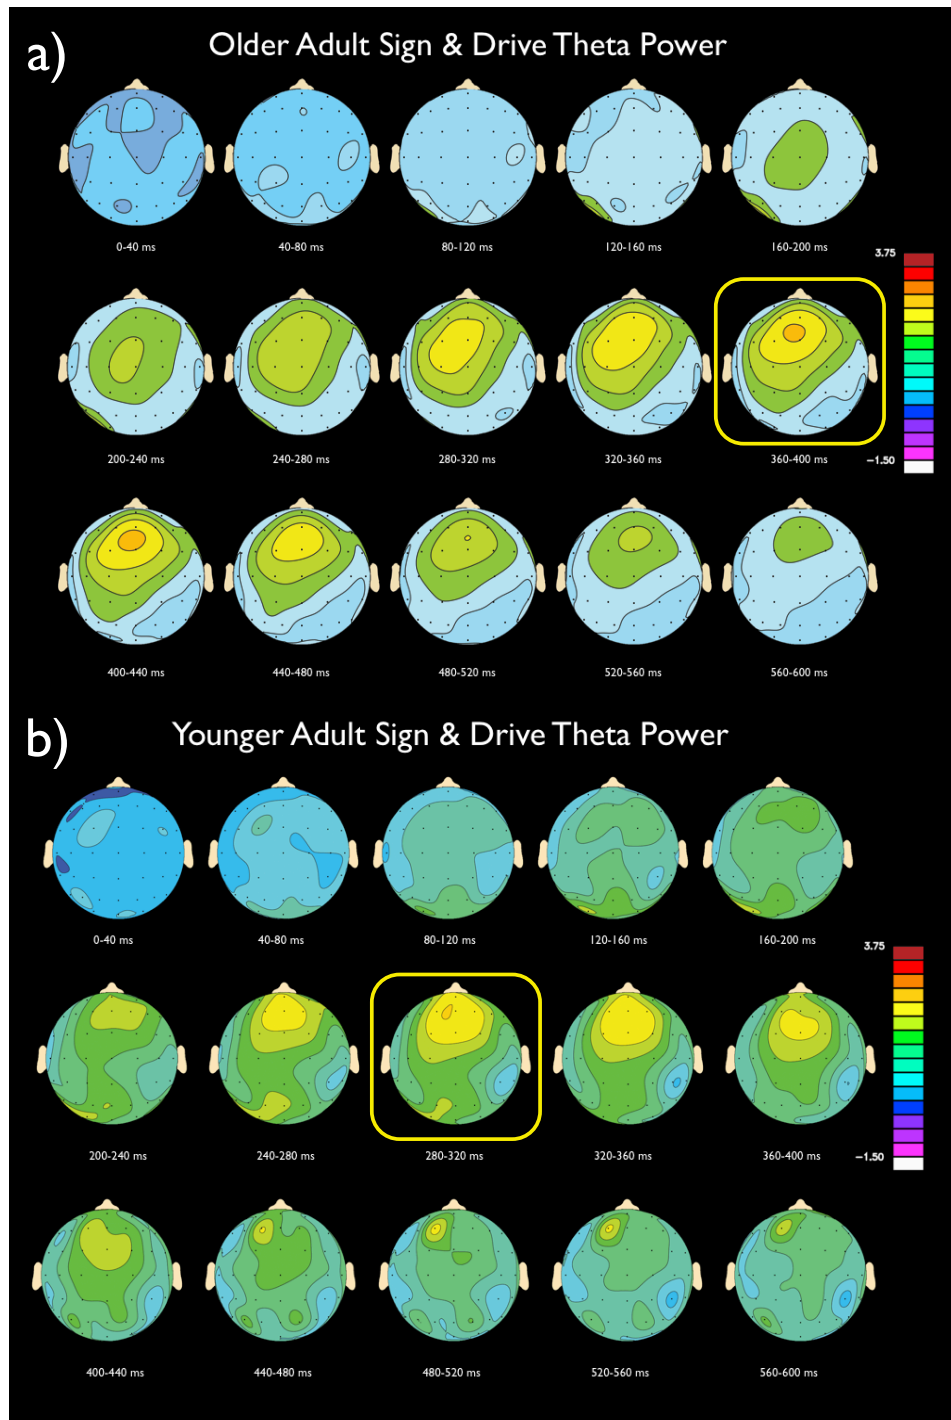 a)
Older Adult Sign & Drive Theta Power
0-40 ms
40-80 ms
80-120 ms
120-160 ms
160-200 ms
3.75
200-240 ms
240-280 ms
280-320 ms
320-360 ms
360-400 ms
−1.50
400-440 ms
440-480 ms
480-520 ms
520-560 ms
560-600 ms
b)
Younger Adult Sign & Drive Theta Power
0-40 ms
40-80 ms
80-120 ms
120-160 ms
160-200 ms
3.75
200-240 ms
240-280 ms
280-320 ms
320-360 ms
360-400 ms
−1.50
400-440 ms
440-480 ms
480-520 ms
520-560 ms
560-600 ms